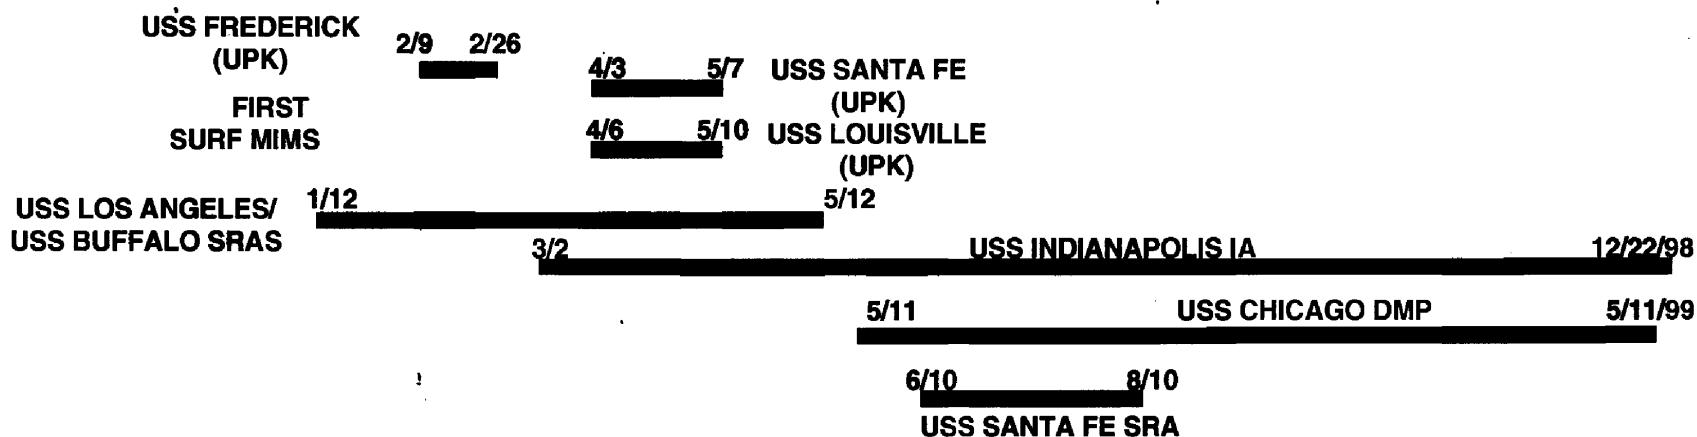 USS FREDERICK
(UPK)
2/9 2/26
FIRST
SURF MIMS
4/3 5/7 USS SANTA FE
(UPK)
4/6 5/10 USS LOUISVILLE
(UPK)
USS LOS ANGELES/
USS BUFFALO SRAS
1/12 5/12
3/2 USS INDIANAPOLIS IA 12/22/98
5/11 USS CHICAGO DMP 5/11/99
6/10 8/10
USS SANTA FE SRA